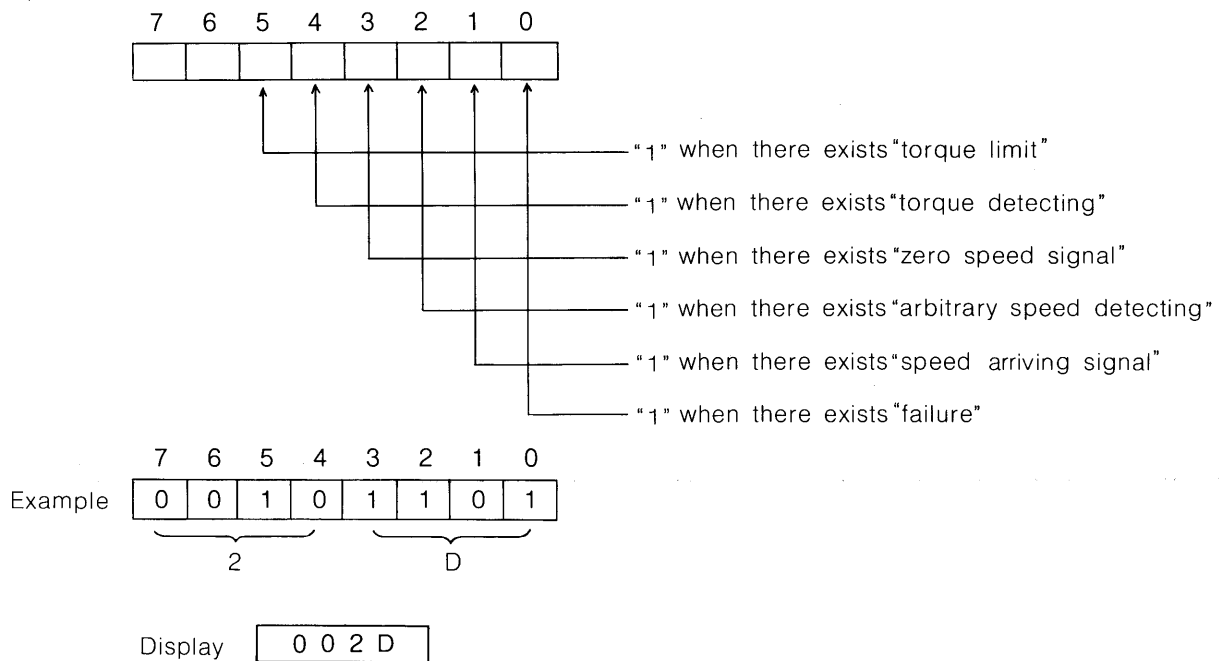 7 6 5 4 3 2 1 0
"1" when there exists "torque limit"
"1" when there exists "torque detecting"
"1" when there exists "zero speed signal"
"1" when there exists "arbitrary speed detecting"
"1" when there exists "speed arriving signal"
"1" when there exists "failure"
7 6 5 4 3 2 1 0
Example 0 0 1 0 1 1 0 1
2 D
Display 0 0 2 D